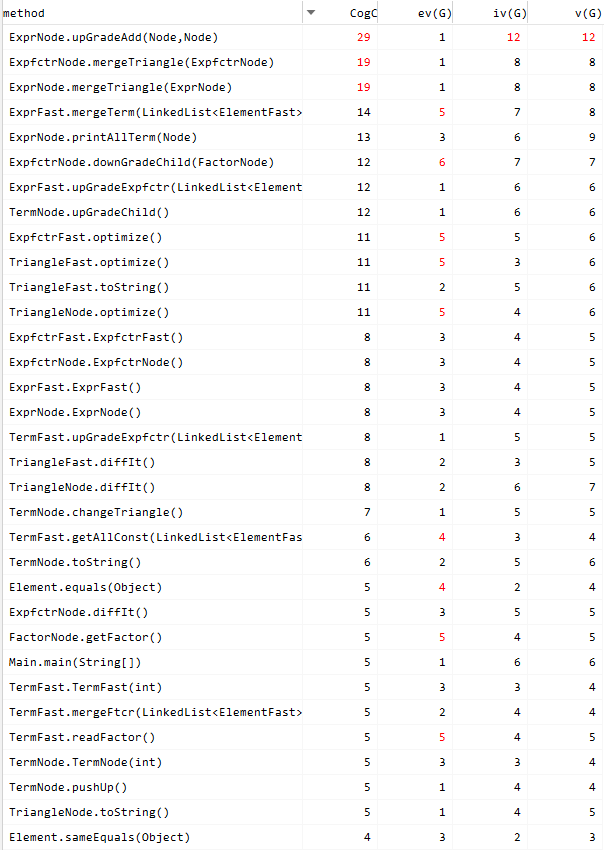 method CogC ev(G) iv(G) v(G)
ExprNode.upGradeAdd(Node,Node) 29 1 12 12
ExpfctrNode.mergeTriangle(ExpfctrNode) 19 1 8 8
ExprNode.mergeTriangle(ExprNode) 19 1 8 8
ExprFast.mergeTerm(LinkedList<ElementFast> 14 5 7 8
ExprNode.printAllTerm(Node) 13 3 6 9
ExpfctrNode.downGradeChild(FactorNode) 12 6 7 7
ExprFast.upGradeExpfctr(LinkedList<Element 12 1 6 6
TermNode.upGradeChild() 12 1 6 6
ExpfctrFast.optimize() 11 5 5 6
TriangleFast.optimize() 11 5 3 6
TriangleFast.toString() 11 2 5 6
TriangleNode.optimize() 11 5 4 6
ExpfctrFast.ExpfctrFast() 8 3 4 5
ExpfctrNode.ExpfctrNode() 8 3 4 5
ExprFast.ExprFast() 8 3 4 5
ExprNode.ExprNode() 8 3 4 5
TermFast.upGradeExpfctr(LinkedList<Element 8 1 5 5
TriangleFast.diffIt() 8 2 3 5
TriangleNode.diffIt() 8 2 6 7
TermNode.changeTriangle() 7 1 5 5
TermFast.getAllConst(LinkedList<ElementFas 6 4 3 4
TermNode.toString() 6 2 5 6
Element.equals(Object) 5 4 2 4
ExpfctrNode.diffIt() 5 3 5 5
FactorNode.getFactor() 5 5 4 5
Main.main(String[]) 5 1 6 6
TermFast.TermFast(int) 5 3 3 4
TermFast.mergeFtcr(LinkedList<ElementFast> 5 2 4 4
TermFast.readFactor() 5 5 4 5
TermNode.TermNode(int) 5 3 3 4
TermNode.pushUp() 5 1 4 4
TriangleNode.toString() 5 1 4 5
Element.sameEquals(Object) 4 3 2 3